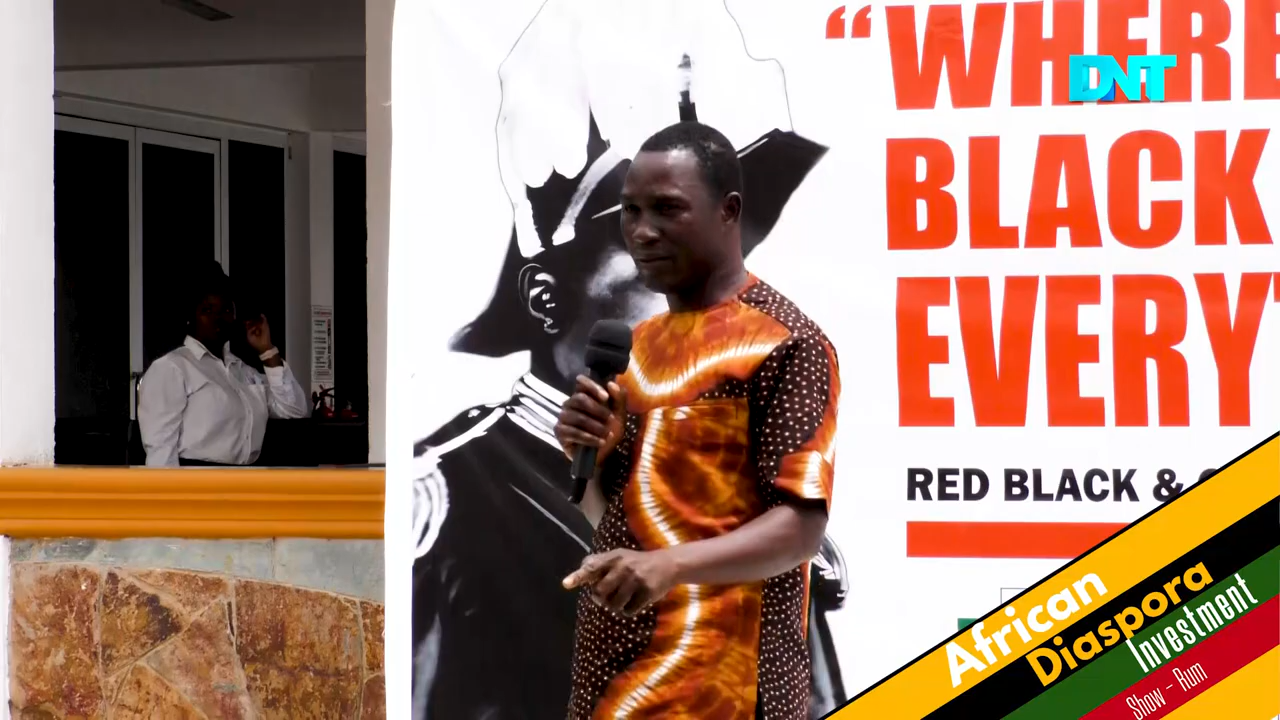 “WHERE
DNT
BLACK
EVERY
RED BLACK &
African
Diaspora
Investment
Show - Rum